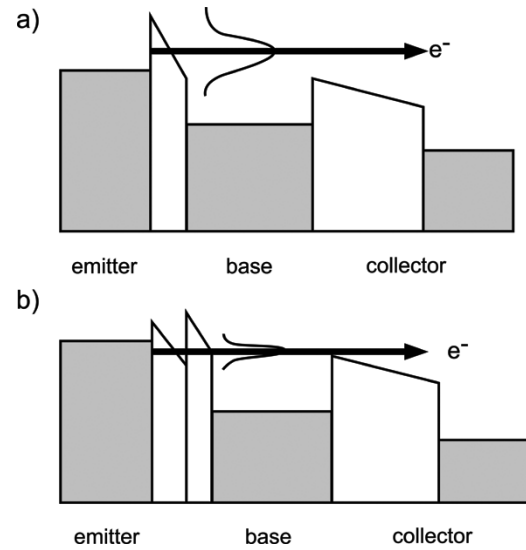 a)
e-
emitter base collector
b)
e-
emitter base collector